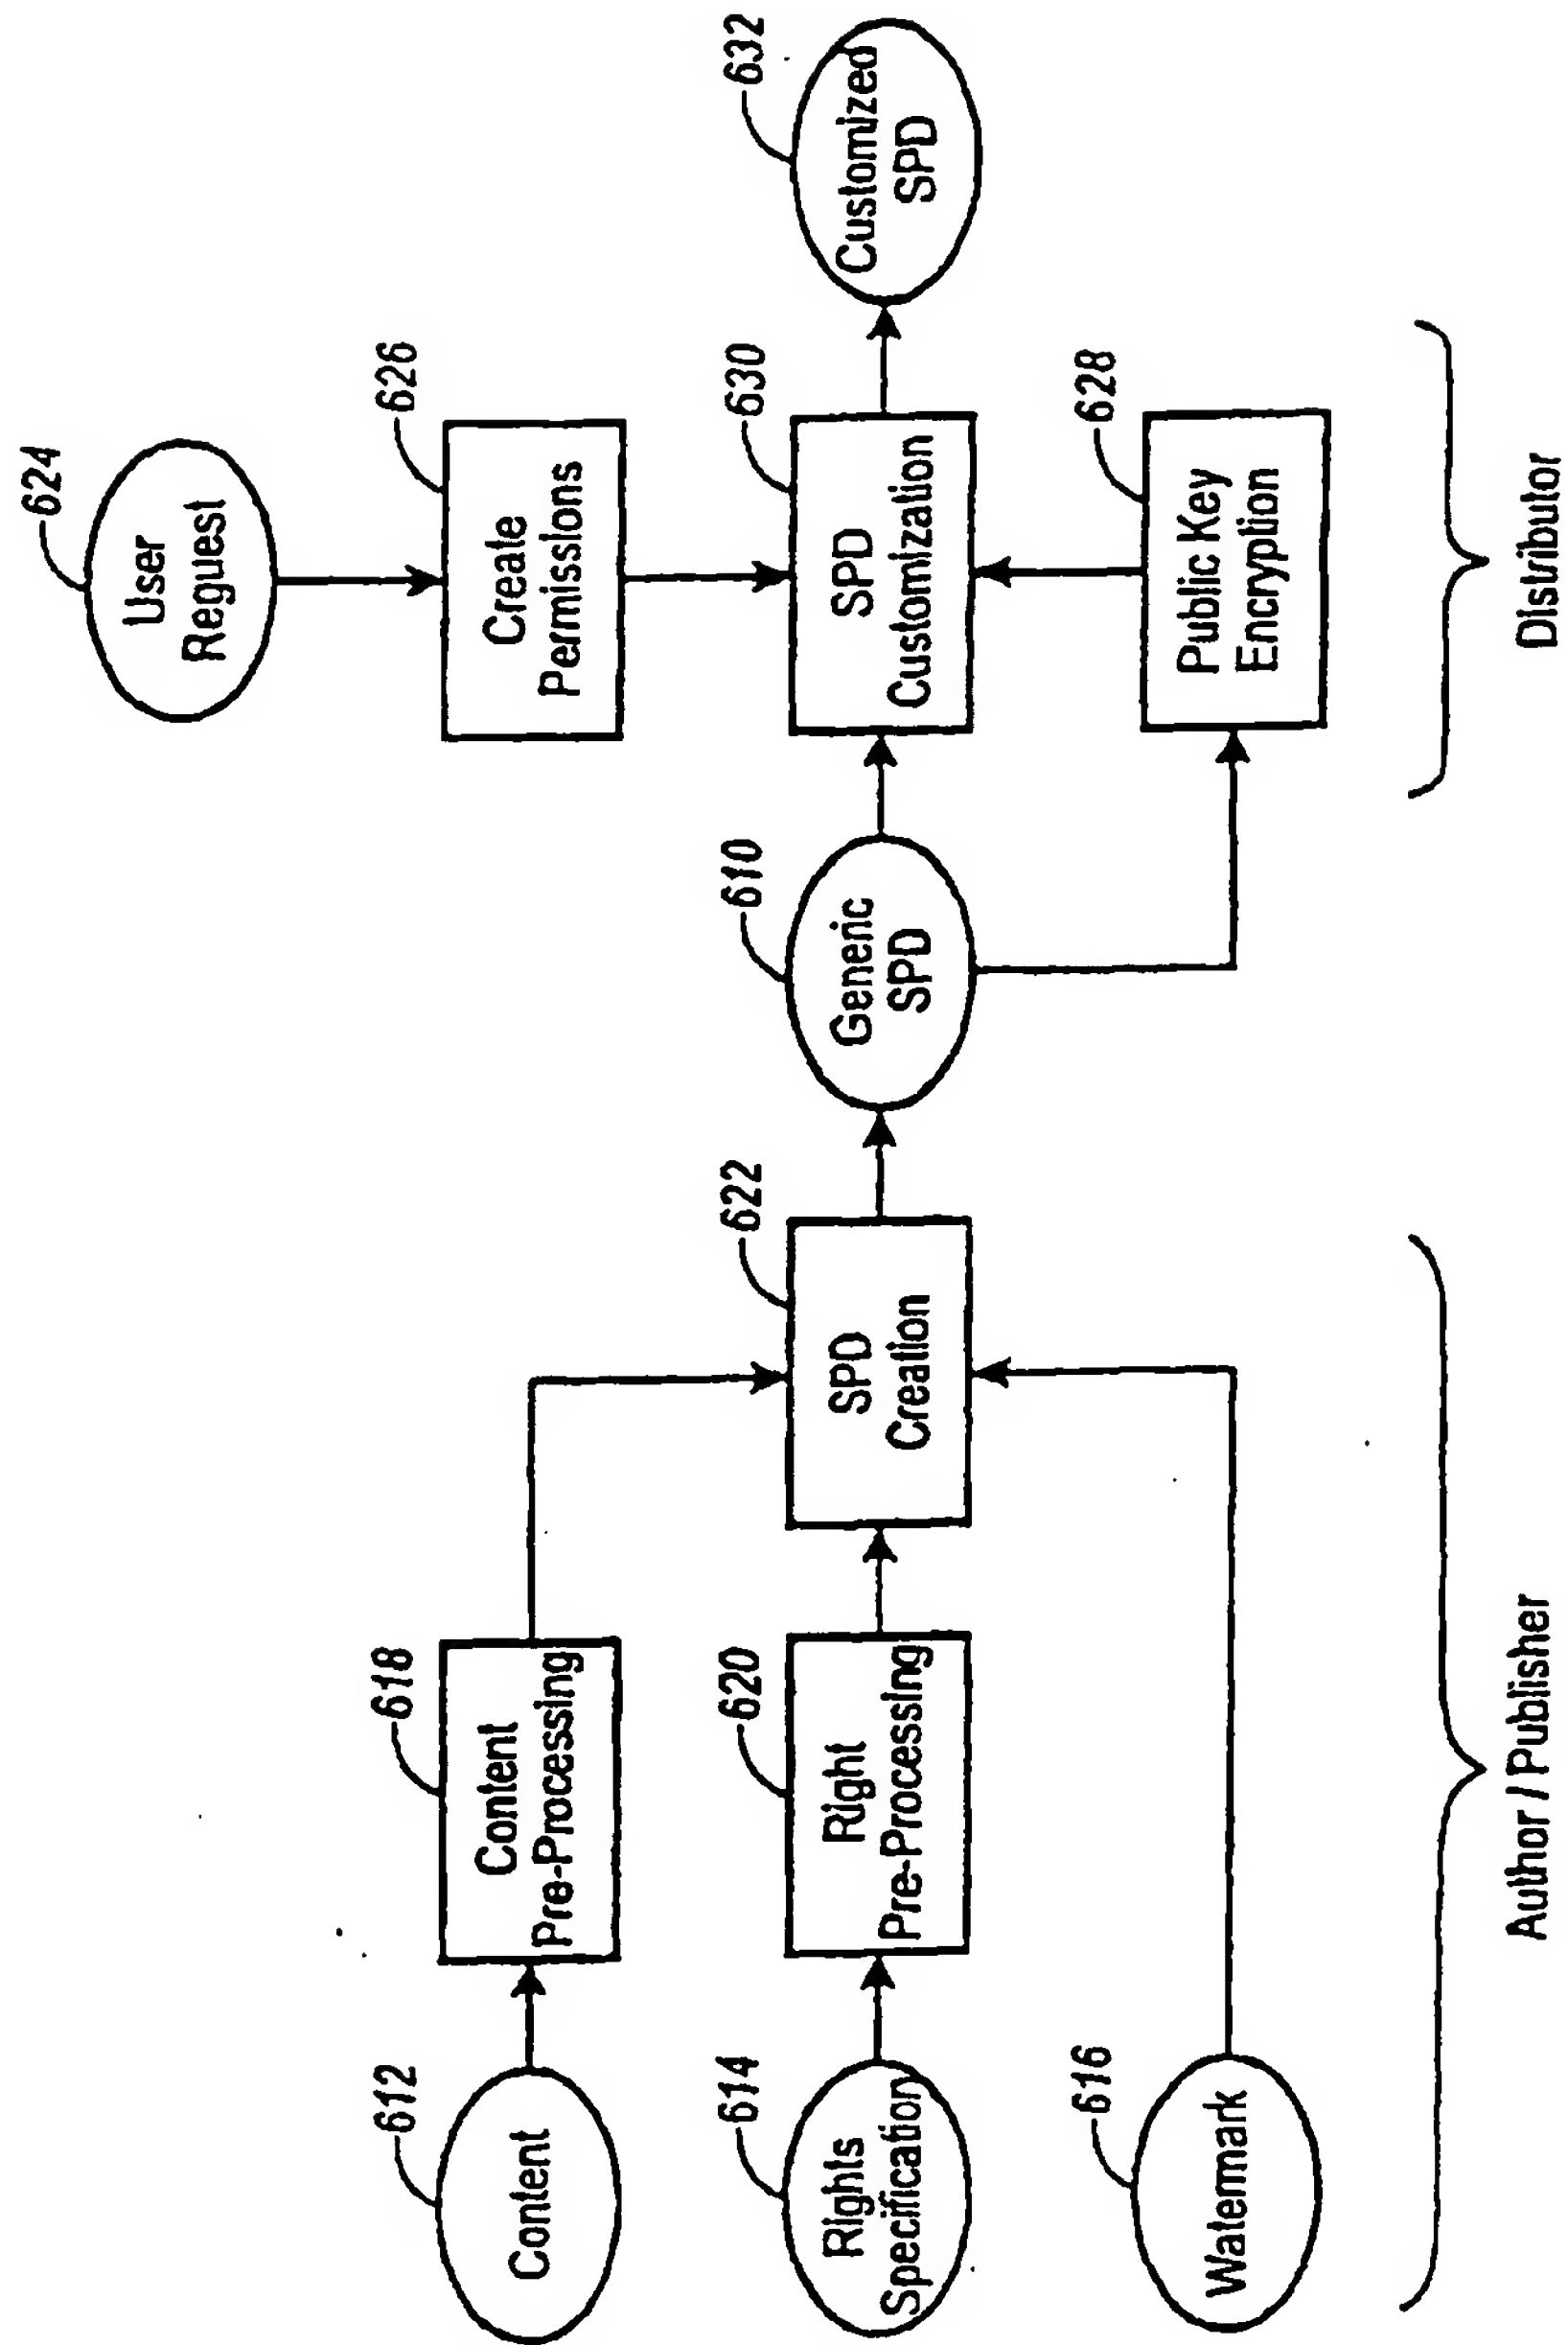 624
User
Reguest
626
Create
Permissions
612
Content
618
Content
Pre-Processing
614
Rights
Specification
620
Right
Pre-Processing
622
SPD
Creation
610
Generic
SPD
630
SPD
Customization
632
Customized
SPD
616
Watermark
628
Public Key
Encryption
Author / Publisher
Distributor